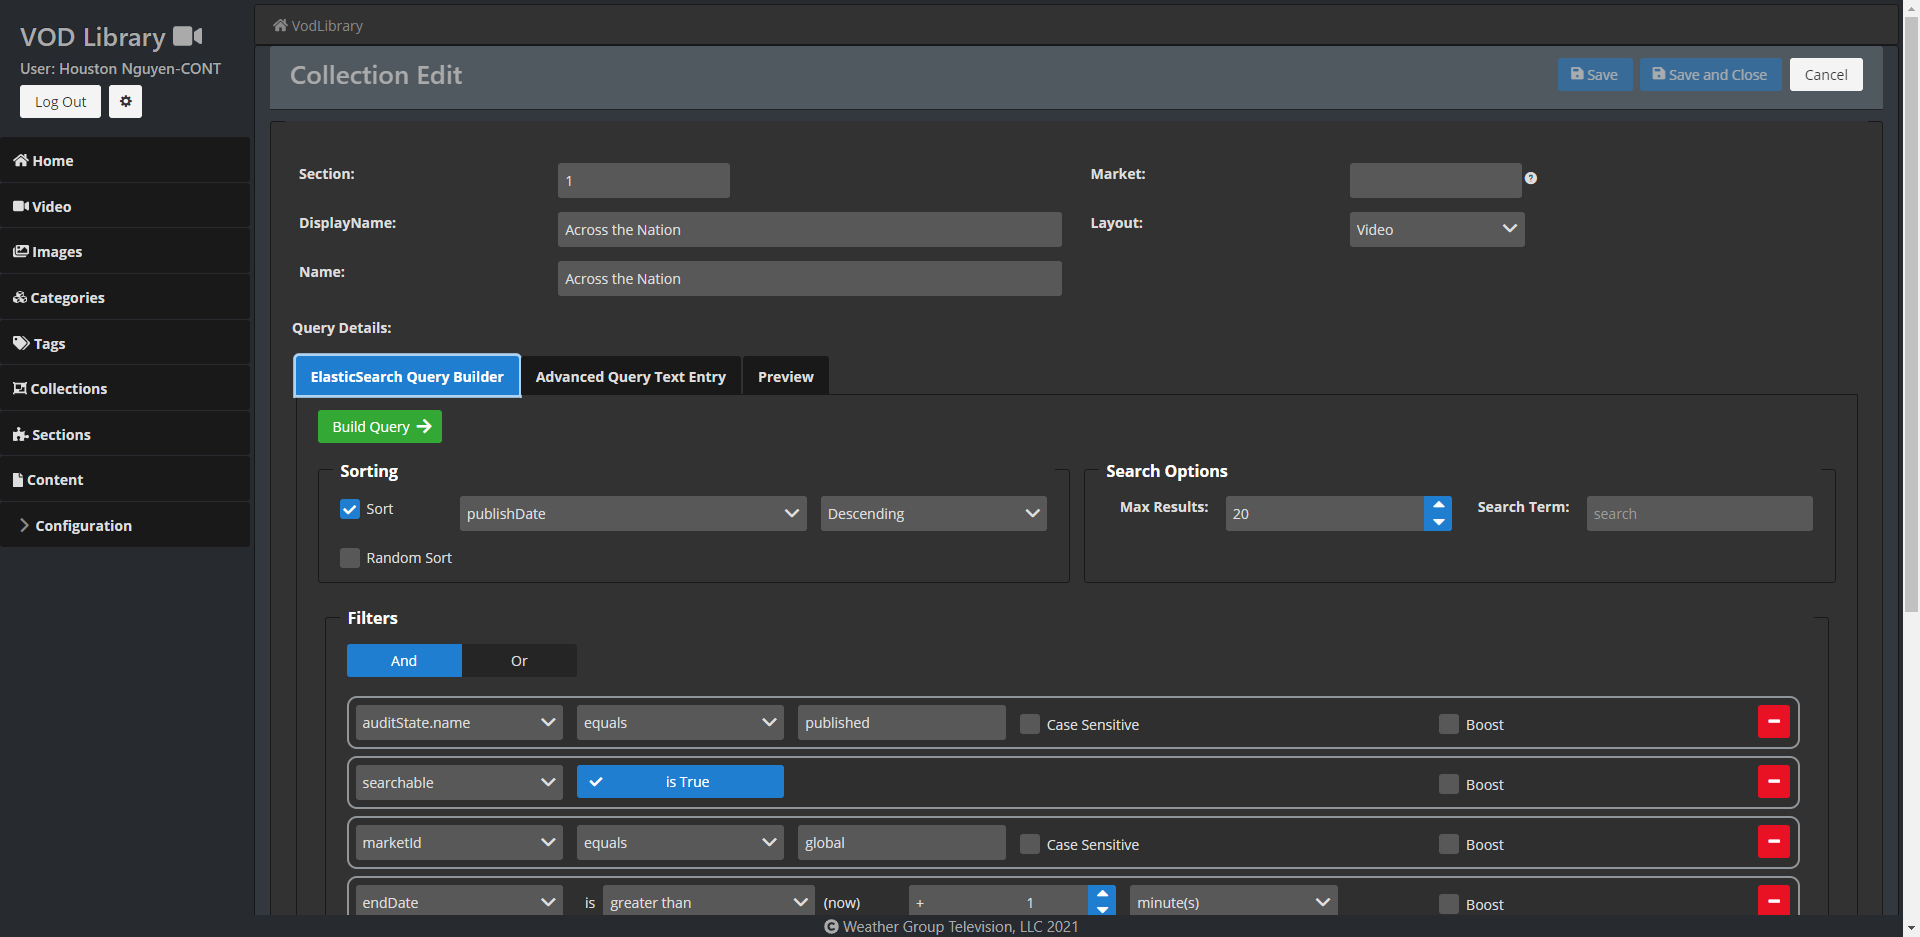 VOD Library
User: Houston Nguyen-CONT
Log Out
Home
Video
Images
Categories
Tags
Collections
Sections
Content
Configuration
VodLibrary
Collection Edit
Save
Save and Close
Cancel
Section:
1
Market:
DisplayName:
Across the Nation
Layout:
Video
Name:
Across the Nation
Query Details:
ElasticSearch Query Builder
Advanced Query Text Entry
Preview
Build Query
Sorting
Sort
publishDate
Descending
Random Sort
Search Options
Max Results:
20
Search Term:
search
Filters
And
Or
auditState.name
equals
published
Case Sensitive
Boost
searchable
is True
Boost
marketId
equals
global
Case Sensitive
Boost
endDate
is
greater than
(now)
+
1
minute(s)
Boost
© Weather Group Television, LLC 2021